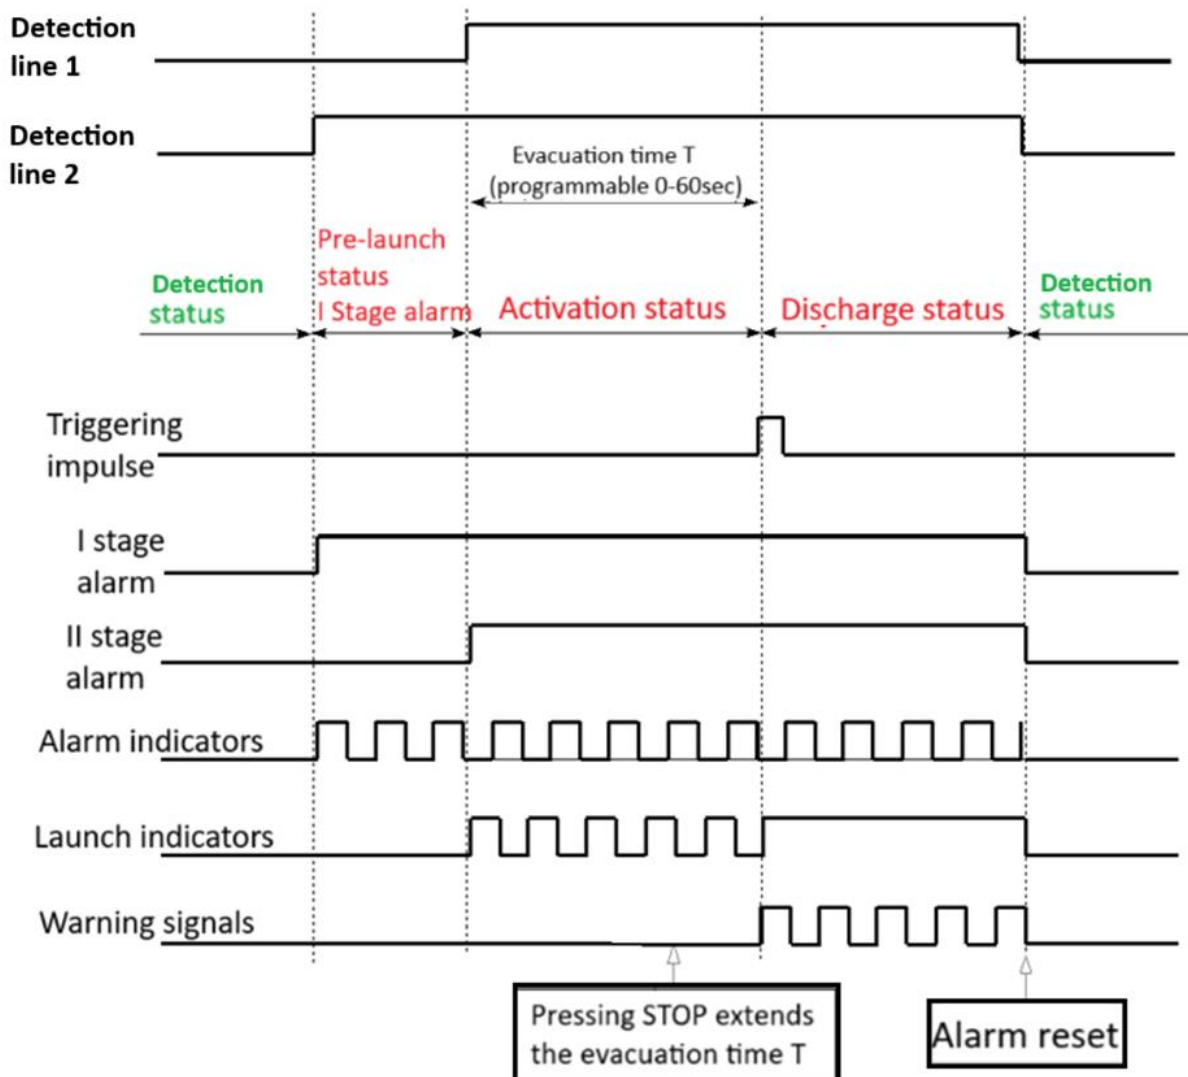 Detection
line 1
Detection
line 2
Evacuation time T
(programmable 0-60sec)
Detection
status
Pre-launch
status
I Stage alarm
Activation status
Discharge status
Detection
status
Triggering
impulse
I stage
alarm
II stage
alarm
Alarm indicators
Launch indicators
Warning signals
Pressing STOP extends
the evacuation time T
Alarm reset